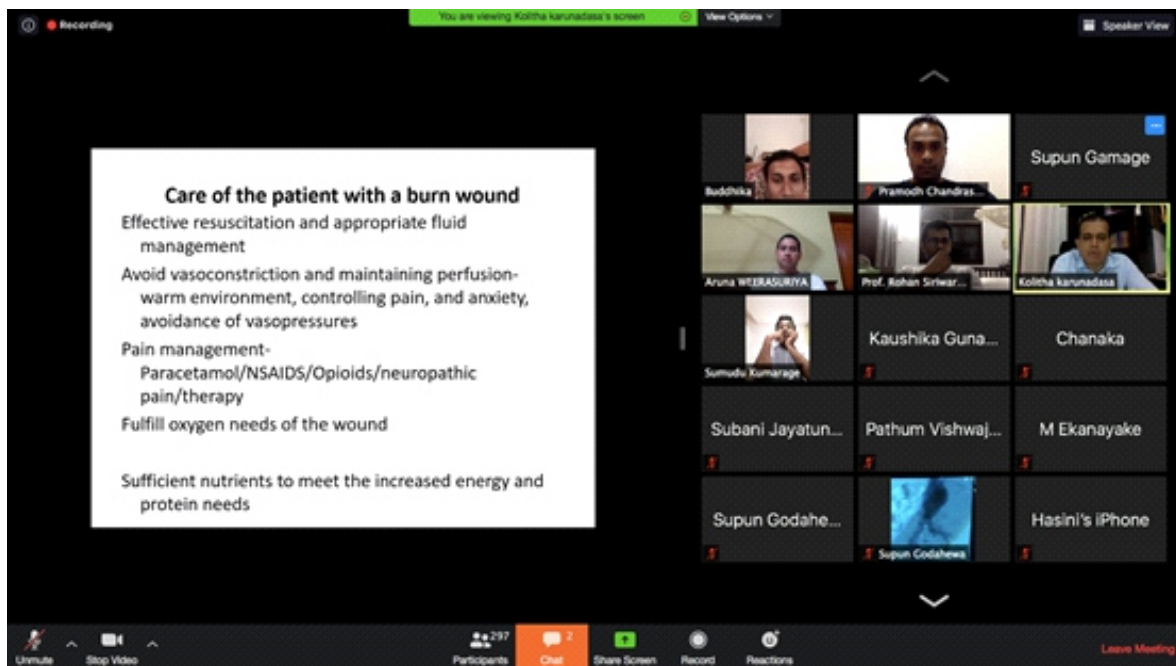 Recording
You are viewing Kolitha karunadasa's screen
View Options
Speaker View
Care of the patient with a burn wound
Effective resuscitation and appropriate fluid
management
Avoid vasoconstriction and maintaining perfusion-
warm environment, controlling pain, and anxiety,
avoidance of vasopressures
Pain management-
Paracetamol/NSAIDS/Opioids/neuropathic
pain/therapy
Fulfill oxygen needs of the wound
Sufficient nutrients to meet the increased energy and
protein needs
Buddhika
Pramodh Chandras...
Supun Gamage
Aruna WEERASURIYA
Prof. Rohan Siriwar...
Kolitha karunadasa
Sumudu Kumarage
Kaushika Guna...
Chanaka
Subani Jayatun...
Pathum Vishwaj...
M Ekanayake
Supun Godahe...
Supun Godahewa
Hasini's iPhone
Unmute
Stop Video
297
Participants
2
Chat
Share Screen
Record
Reactions
Leave Meeting